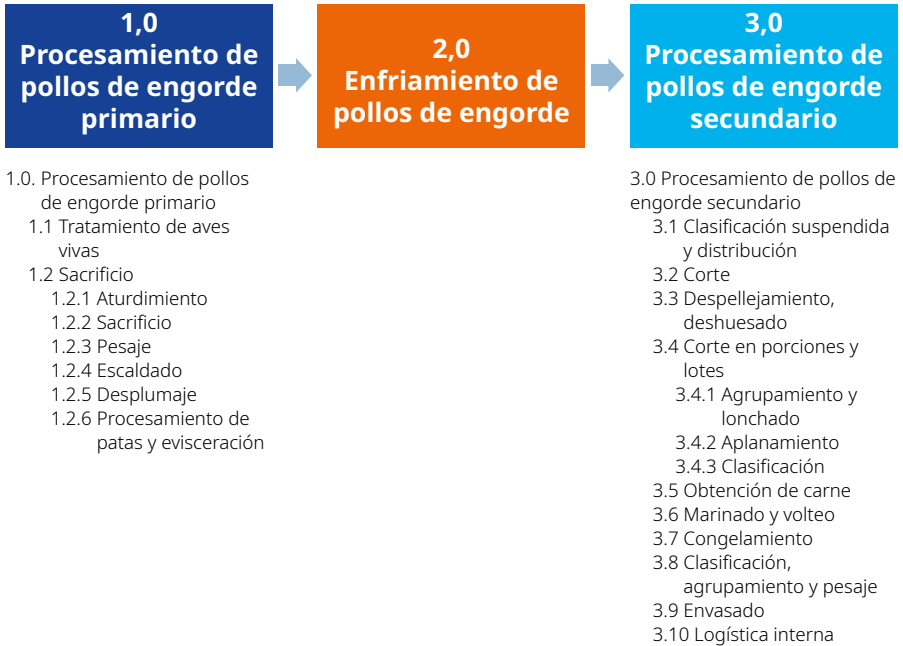 1,0
Procesamiento de
pollos de engorde
primario
2,0
Enfriamiento de
pollos de engorde
3,0
Procesamiento de
pollos de engorde
secundario
1.0. Procesamiento de pollos
de engorde primario
1.1 Tratamiento de aves
vivas
1.2 Sacrificio
1.2.1 Aturdimiento
1.2.2 Sacrificio
1.2.3 Pesaje
1.2.4 Escaldado
1.2.5 Desplumaje
1.2.6 Procesamiento de
patas y evisceración
3.0 Procesamiento de pollos de
engorde secundario
3.1 Clasificación suspendida
y distribución
3.2 Corte
3.3 Despellejamiento,
deshuesado
3.4 Corte en porciones y
lotes
3.4.1 Agrupamiento y
lonchado
3.4.2 Aplanamiento
3.4.3 Clasificación
3.5 Obtención de carne
3.6 Marinado y volteo
3.7 Congelamiento
3.8 Clasificación,
agrupamiento y pesaje
3.9 Envasado
3.10 Logística interna